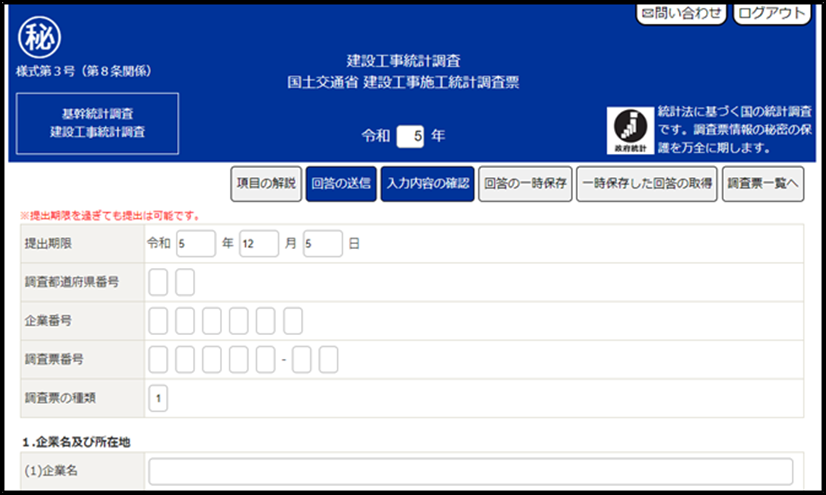 問い合わせ
ログアウト
㊙
様式第3号（第8条関係）
建設工事統計調査
国土交通省 建設工事施工統計調査票
基幹統計調査
建設工事統計調査
令和 5 年
政府統計
統計法に基づく国の統計調査
です。調査票情報の秘密の保
護を万全に期します。
項目の解説
回答の送信
入力内容の確認
回答の一時保存
一時保存した回答の取得
調査票一覧へ
※提出期限を過ぎても提出は可能です。
提出期限
令和 5 年 12 月 5 日
調査都道府県番号
企業番号
調査票番号
-
調査票の種類
1
1.企業名及び所在地
(1)企業名